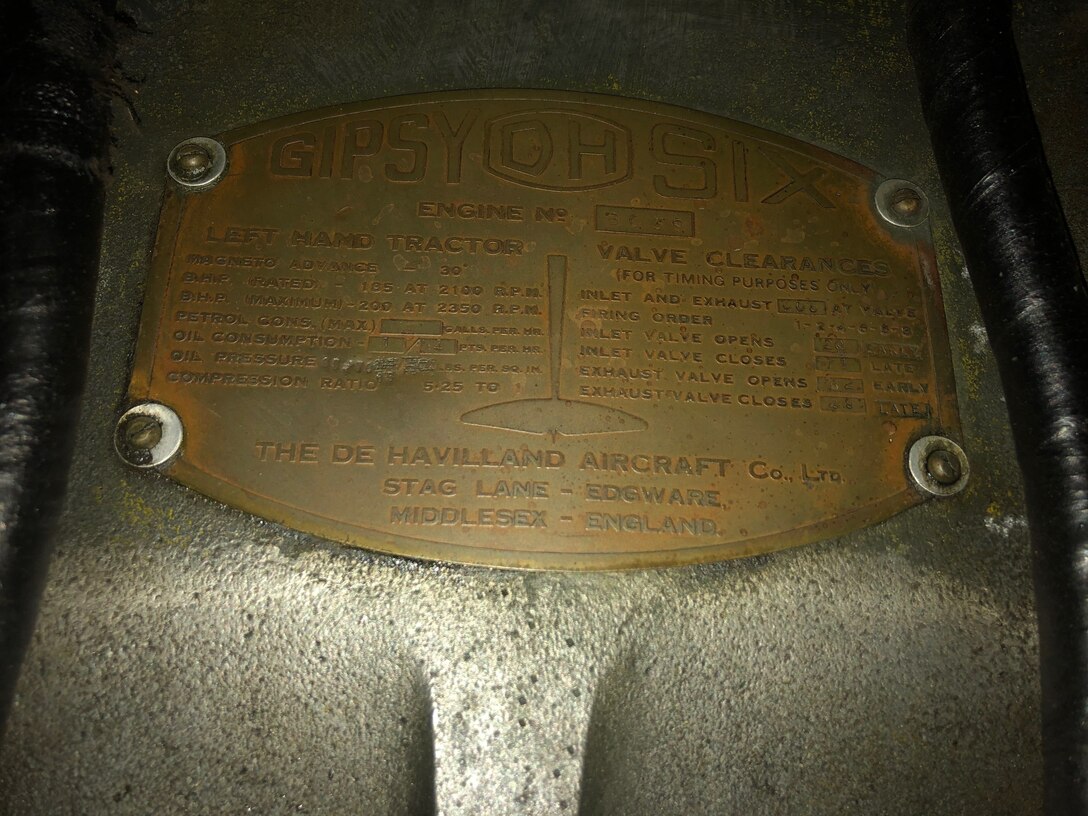 GIPSY DH SIX
ENGINE No
LEFT HAND TRACTOR
MAGNETO ADVANCE - 30°
B.H.P. (RATED) - 185 AT 2100 R.P.M.
B.H.P. (MAXIMUM) - 200 AT 2350 R.P.M.
PETROL CONS. (MAX) GALLS. PER. HR.
OIL CONSUMPTION - PTS. PER. HR.
OIL PRESSURE LBS. PER. SQ. IN.
COMPRESSION RATIO 5·25 TO
VALVE CLEARANCES
(FOR TIMING PURPOSES ONLY
INLET AND EXHAUST AT VALVE
FIRING ORDER
INLET VALVE OPENS EARLY
INLET VALVE CLOSES LATE
EXHAUST VALVE OPENS EARLY
EXHAUST VALVE CLOSES LATE
THE DE HAVILLAND AIRCRAFT Co., LTD.
STAG LANE - EDGWARE,
MIDDLESEX - ENGLAND.